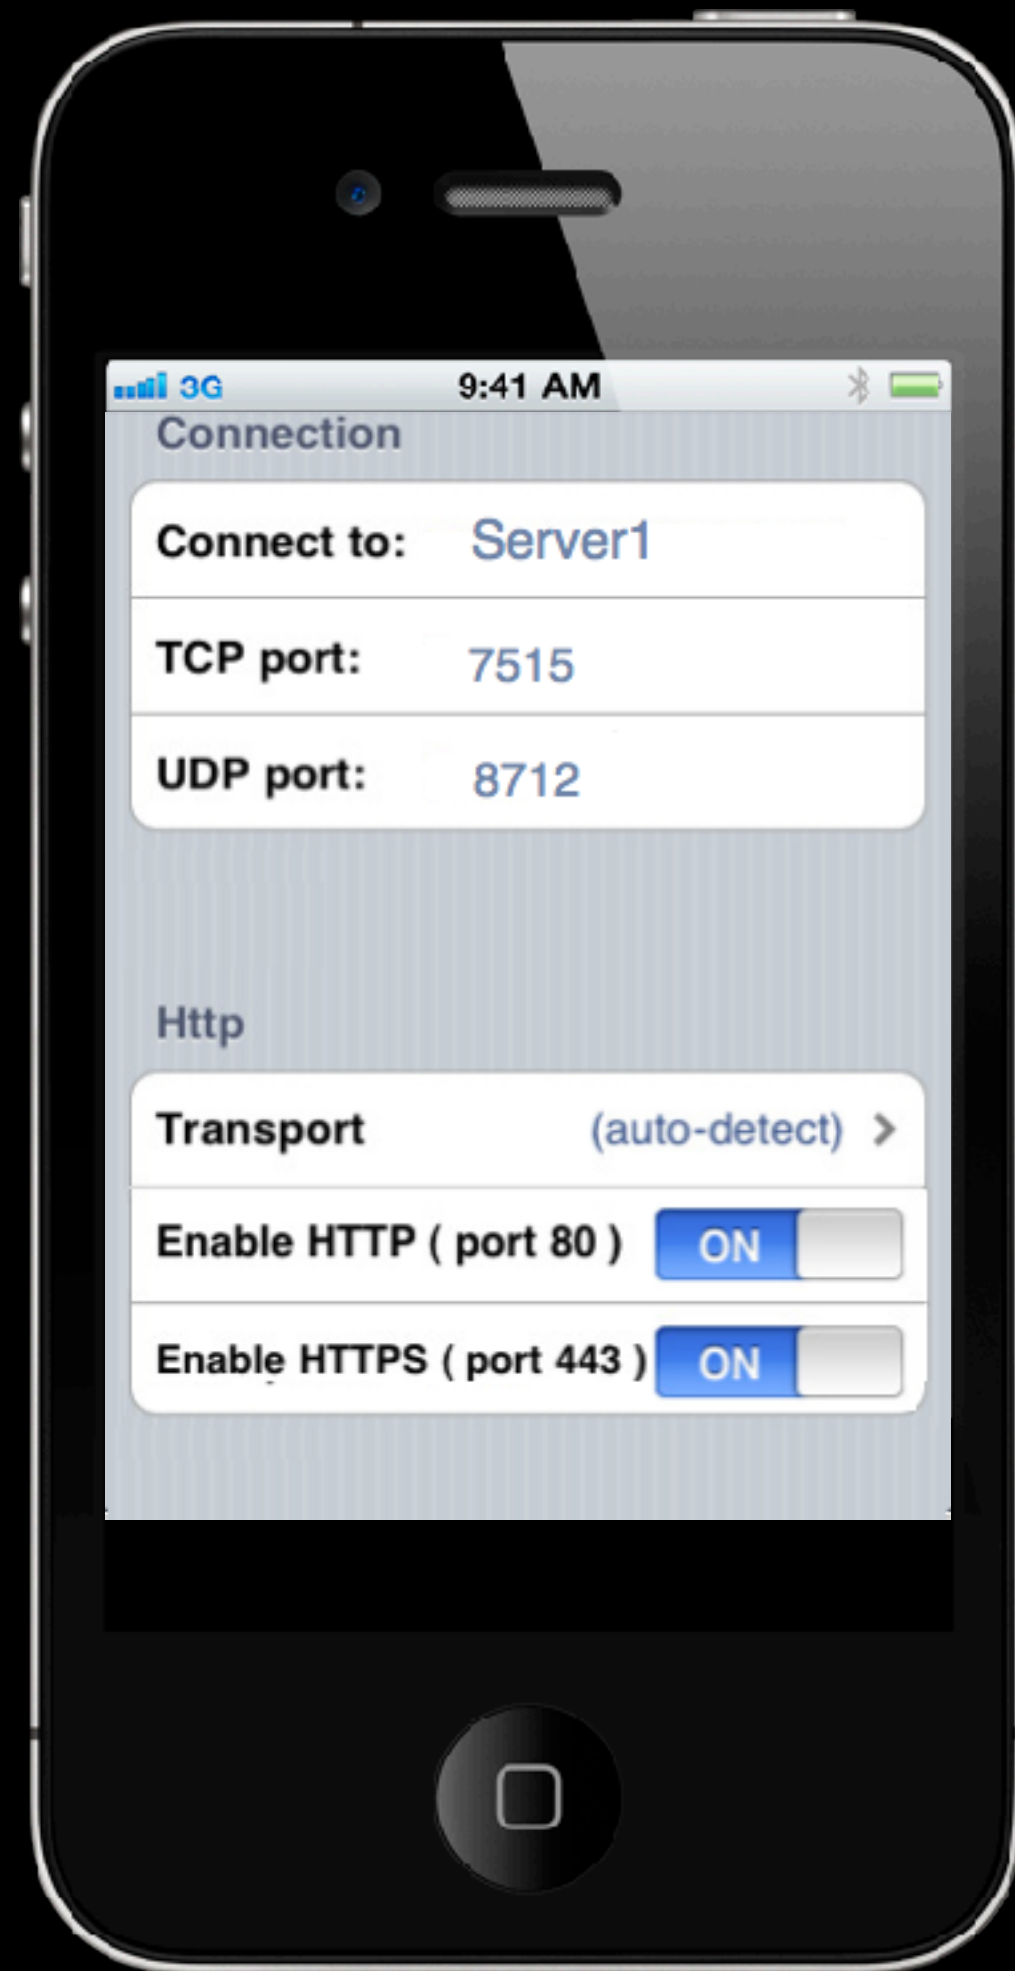 3G 9:41 AM
Connection
Connect to: Server1
TCP port: 7515
UDP port: 8712
Http
Transport (auto-detect)
Enable HTTP ( port 80 ) ON
Enable HTTPS ( port 443 ) ON